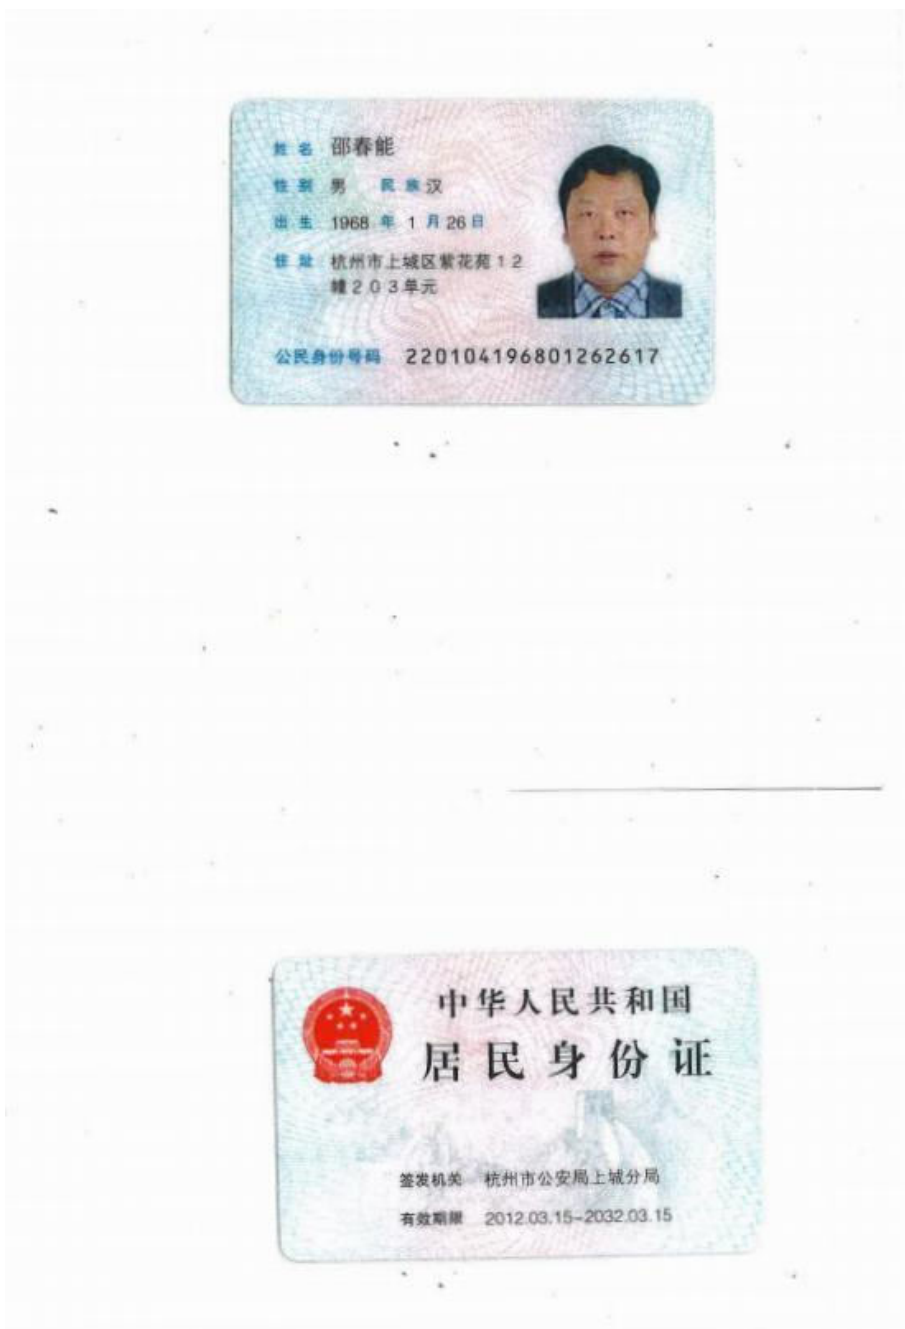 姓名 邵春能
性别 男 民族 汉
出生 1968 年 1 月 26 日
住址 杭州市上城区紫花苑12
幢203单元
公民身份号码 220104196801262617
中华人民共和国
居民身份证
签发机关 杭州市公安局上城分局
有效期限 2012.03.15-2032.03.15